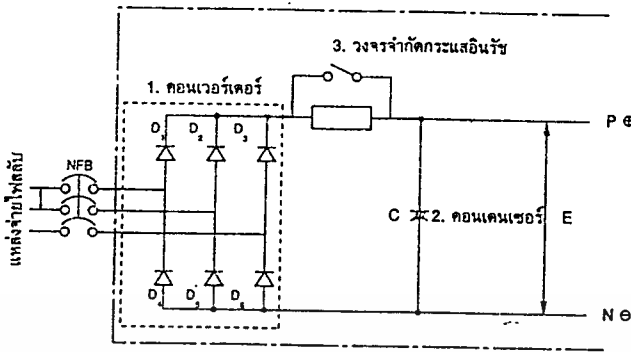 3. วงจรจำกัดกระแสอินรัช
1. คอนเวอร์เตอร์
D1 D2 D3
P ⊕
NFB
แหล่งจ่ายไฟสลับ
C 2. คอนเดนเซอร์ E
D4 D5 D6
N ⊖